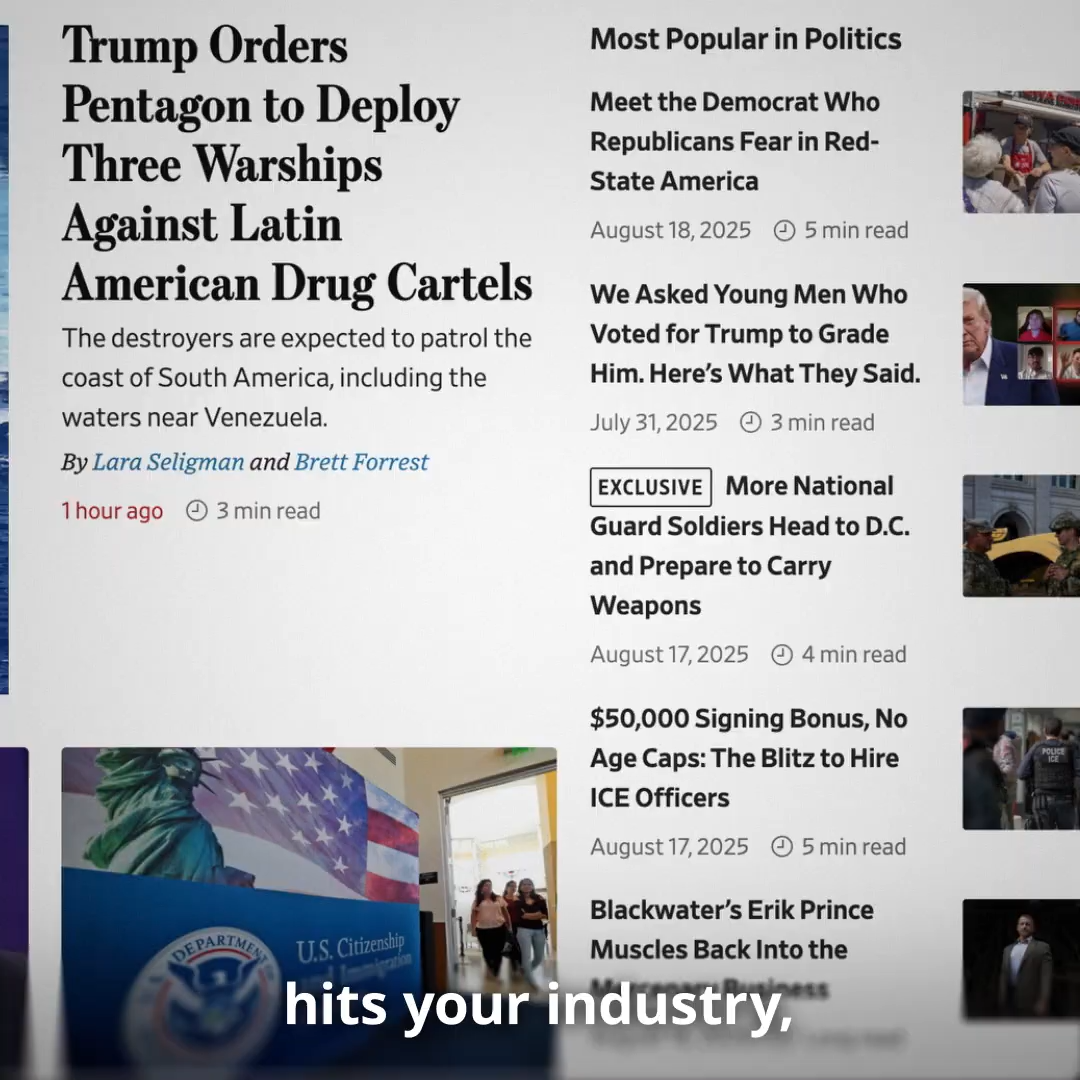 Trump Orders
Pentagon to Deploy
Three Warships
Against Latin
American Drug Cartels
The destroyers are expected to patrol the
coast of South America, including the
waters near Venezuela.
By Lara Seligman and Brett Forrest
1 hour ago 3 min read
Most Popular in Politics
Meet the Democrat Who
Republicans Fear in Red-
State America
August 18, 2025 5 min read
We Asked Young Men Who
Voted for Trump to Grade
Him. Here's What They Said.
July 31, 2025 3 min read
EXCLUSIVE More National
Guard Soldiers Head to D.C.
and Prepare to Carry
Weapons
August 17, 2025 4 min read
$50,000 Signing Bonus, No
Age Caps: The Blitz to Hire
ICE Officers
August 17, 2025 5 min read
POLICE
ICE
Blackwater's Erik Prince
Muscles Back Into the
Mercenary Business
DEPARTMENT
U.S. Citizenship
and Immigration
hits your industry,